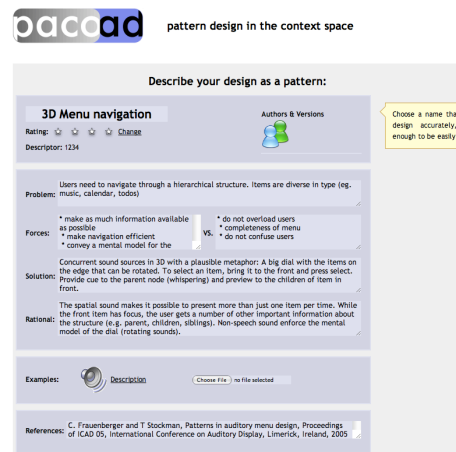 pacoad
pattern design in the context space
Describe your design as a pattern:
3D Menu navigation
Authors & Versions
Rating: Change
Descriptor: 1234
Choose a name tha
design accurately,
enough to be easily
Problem: Users need to navigate through a hierarchical structure. Items are diverse in type (eg.
music, calendar, todos)
Forces: * make as much information available
as possible
* make navigation efficient
* convey a mental model for the
vs.
* do not overload users
* completeness of menu
* do not confuse users
Solution: Concurrent sound sources in 3D with a plausible metaphor: A big dial with the items on
the edge that can be rotated. To select an item, bring it to the front and press select.
Provide cue to the parent node (whispering) and preview to the children of item in
front.
Rational: The spatial sound makes it possible to present more than just one item per time. While
the front item has focus, the user gets a number of other important information about
the structure (e.g. parent, children, siblings). Non-speech sound enforce the mental
model of the dial (rotating sounds).
Examples: Description Choose File no file selected
References: C. Frauenberger and T Stockman, Patterns in auditory menu design, Proceedings
of ICAD 05, International Conference on Auditory Display, Limerick, Ireland, 2005